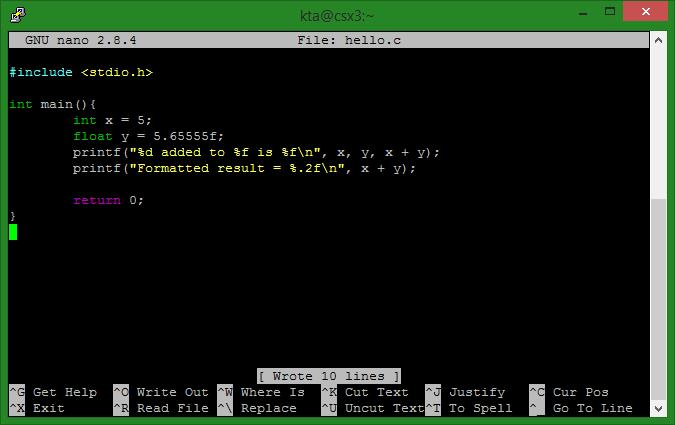 kta@csx3:~
GNU nano 2.8.4 File: hello.c
#include <stdio.h>
int main(){
int x = 5;
float y = 5.65555f;
printf("%d added to %f is %f\n", x, y, x + y);
printf("Formatted result = %.2f\n", x + y);
return 0;
}
[ Wrote 10 lines ]
^G Get Help ^O Write Out ^W Where Is ^K Cut Text ^J Justify ^C Cur Pos
^X Exit ^R Read File ^\ Replace ^U Uncut Text ^T To Spell ^_ Go To Line